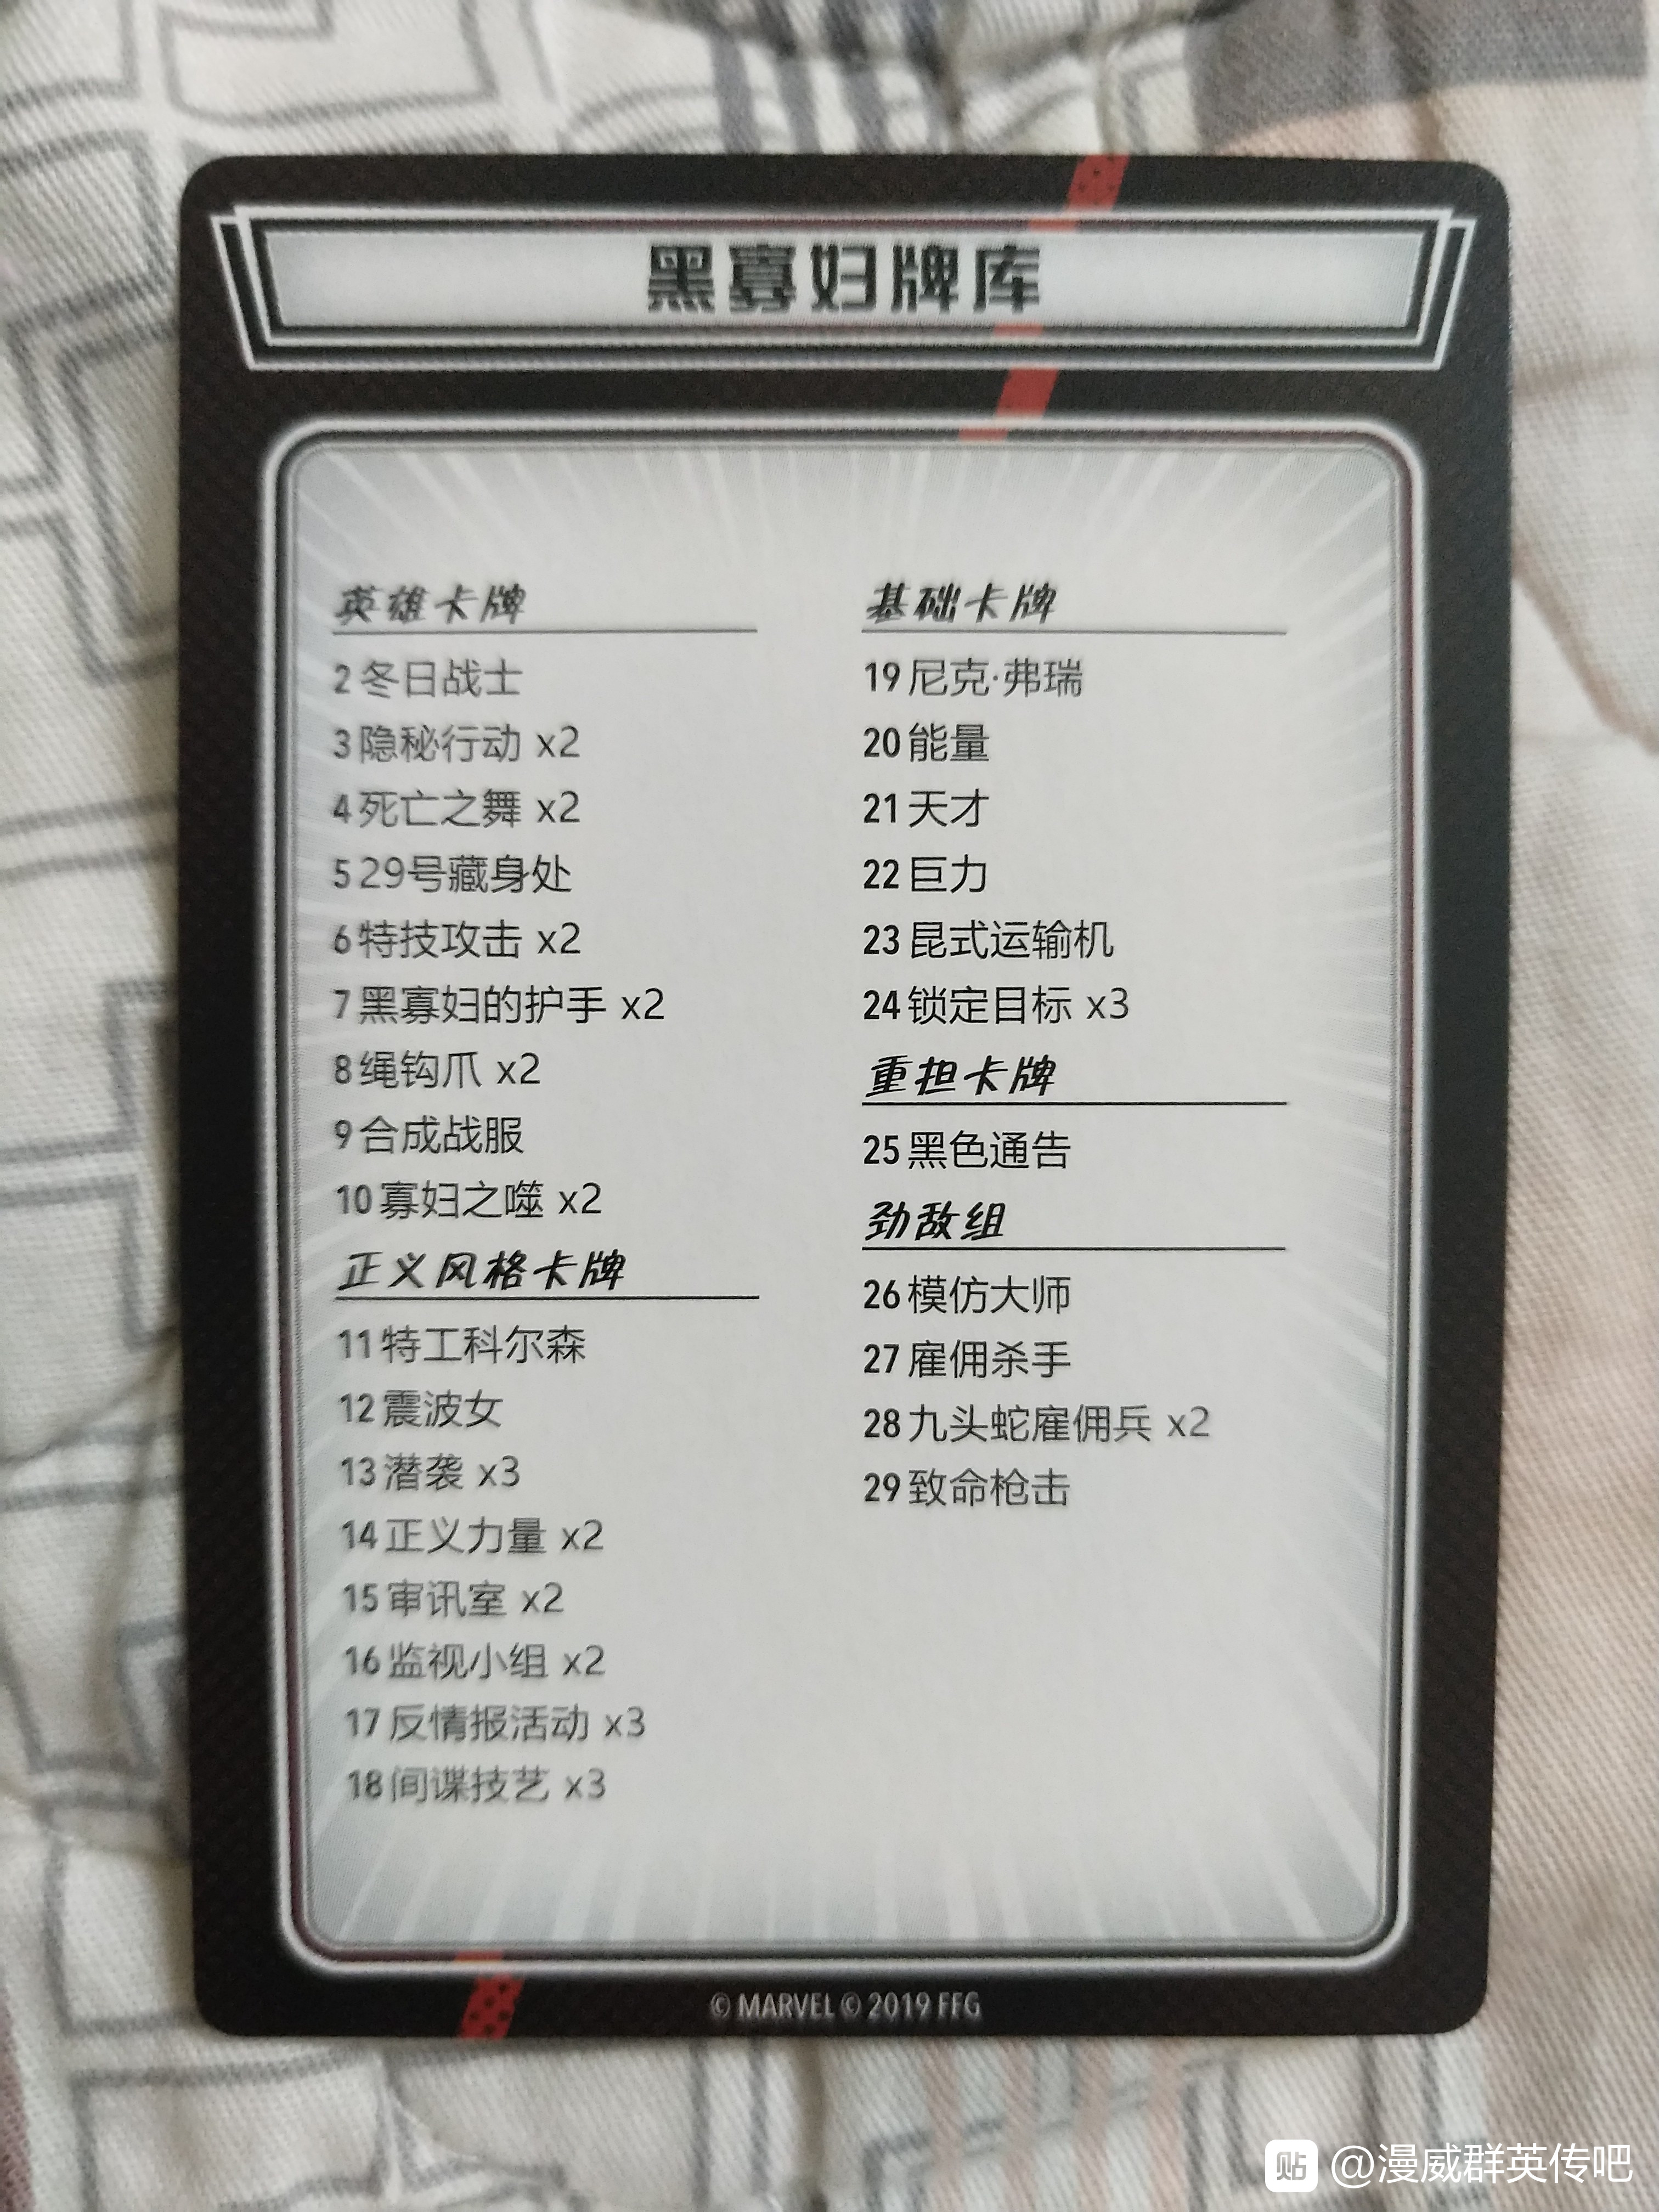 黑寡妇牌库
英雄卡牌
2 冬日战士
3 隐秘行动 x2
4 死亡之舞 x2
5 29号藏身处
6 特技攻击 x2
7 黑寡妇的护手 x2
8 绳钩爪 x2
9 合成战服
10 寡妇之噬 x2
正义风格卡牌
11 特工科尔森
12 震波女
13 潜袭 x3
14 正义力量 x2
15 审讯室 x2
16 监视小组 x2
17 反情报活动 x3
18 间谍技艺 x3
基础卡牌
19 尼克·弗瑞
20 能量
21 天才
22 巨力
23 昆式运输机
24 锁定目标 x3
重担卡牌
25 黑色通告
劲敌组
26 模仿大师
27 雇佣杀手
28 九头蛇雇佣兵 x2
29 致命枪击
© MARVEL © 2019 FFG
贴 @漫威群英传吧